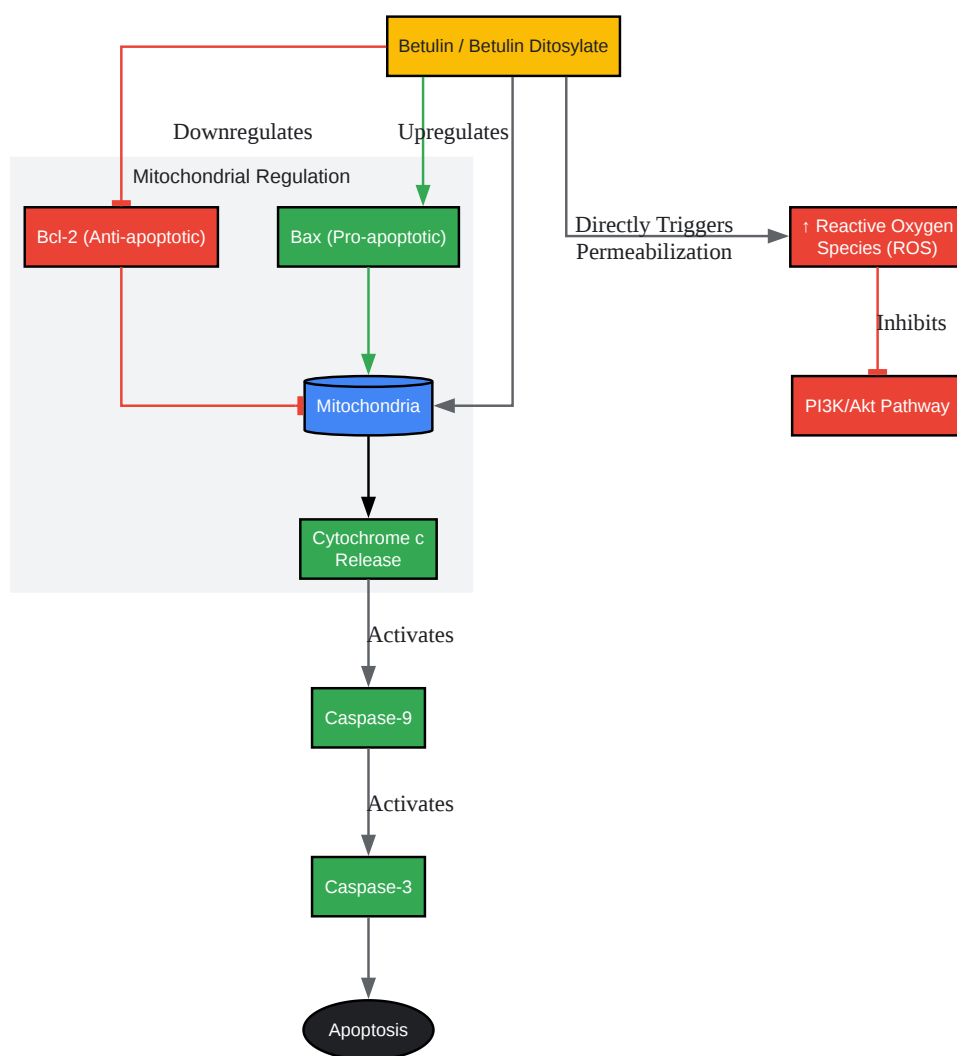 Betulin / Betulin Ditosylate
Downregulates
Upregulates
Mitochondrial Regulation
Bcl-2 (Anti-apoptotic)
Bax (Pro-apoptotic)
Directly Triggers
Permeabilization
↑ Reactive Oxygen
Species (ROS)
Inhibits
Mitochondria
PI3K/Akt Pathway
Cytochrome c
Release
Activates
Caspase-9
Activates
Caspase-3
Apoptosis